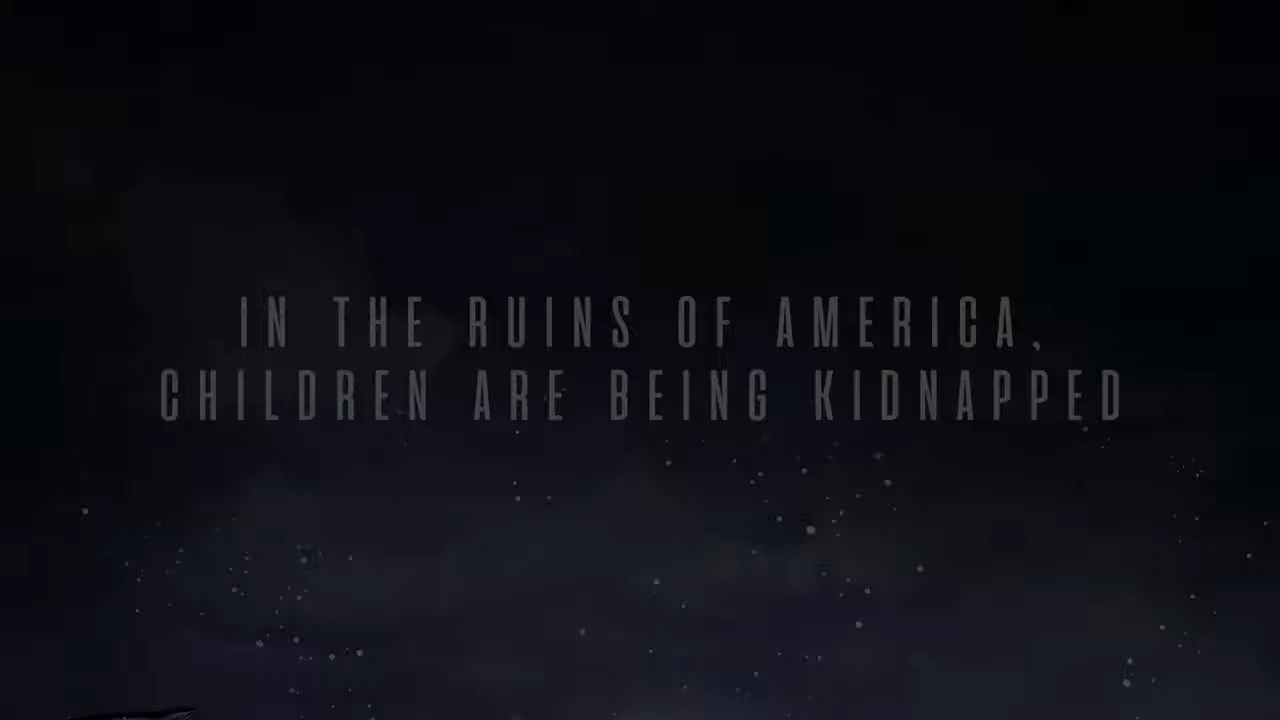 IN THE RUINS OF AMERICA,
CHILDREN ARE BEING KIDNAPPED